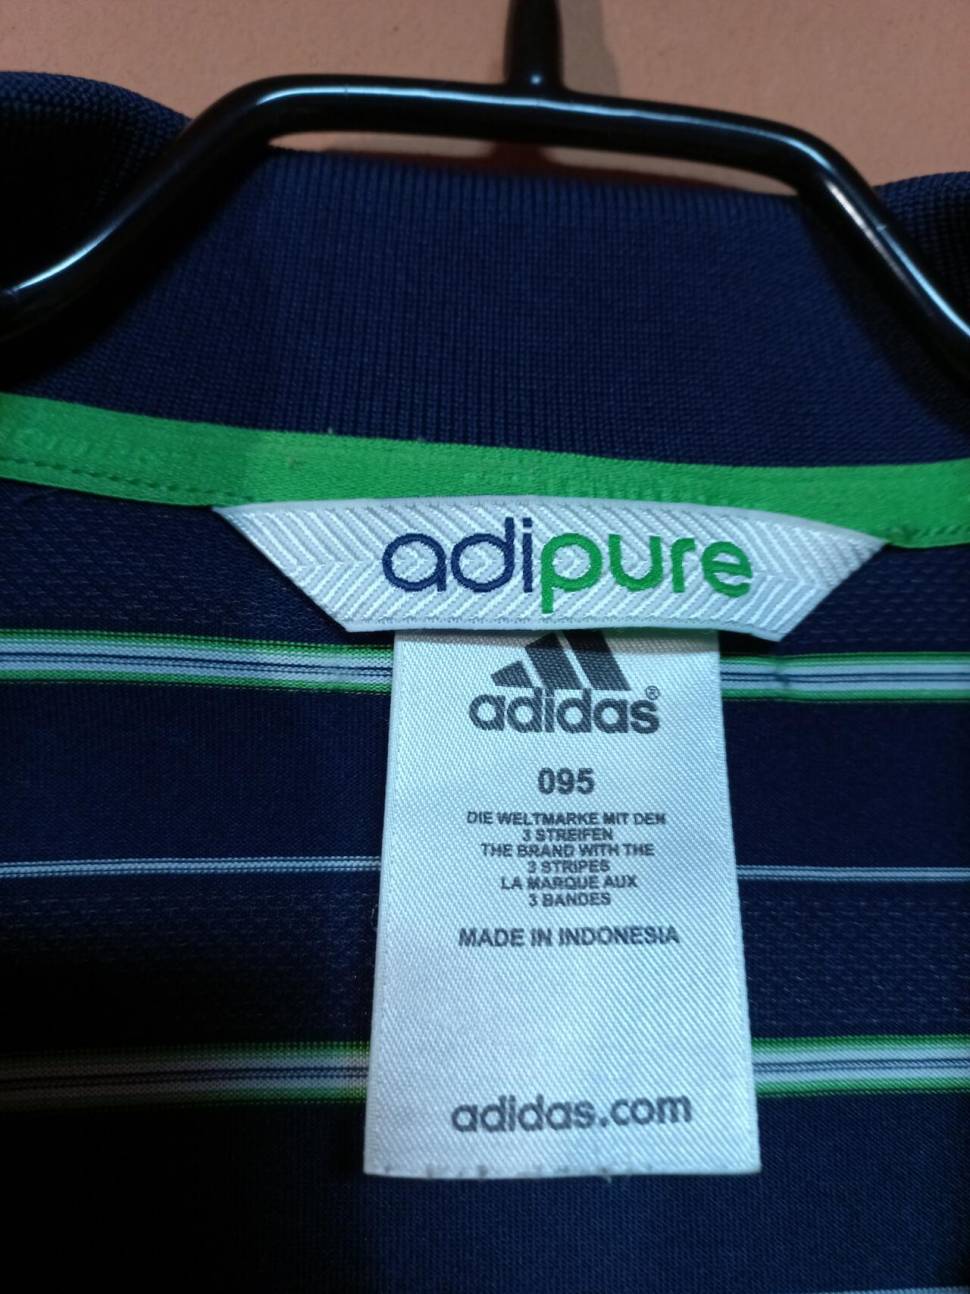 adipure
adidas®
095
DIE WELTMARKE MIT DEN
3 STREIFEN
THE BRAND WITH THE
3 STRIPES
LA MARQUE AUX
3 BANDES
MADE IN INDONESIA
adidas.com